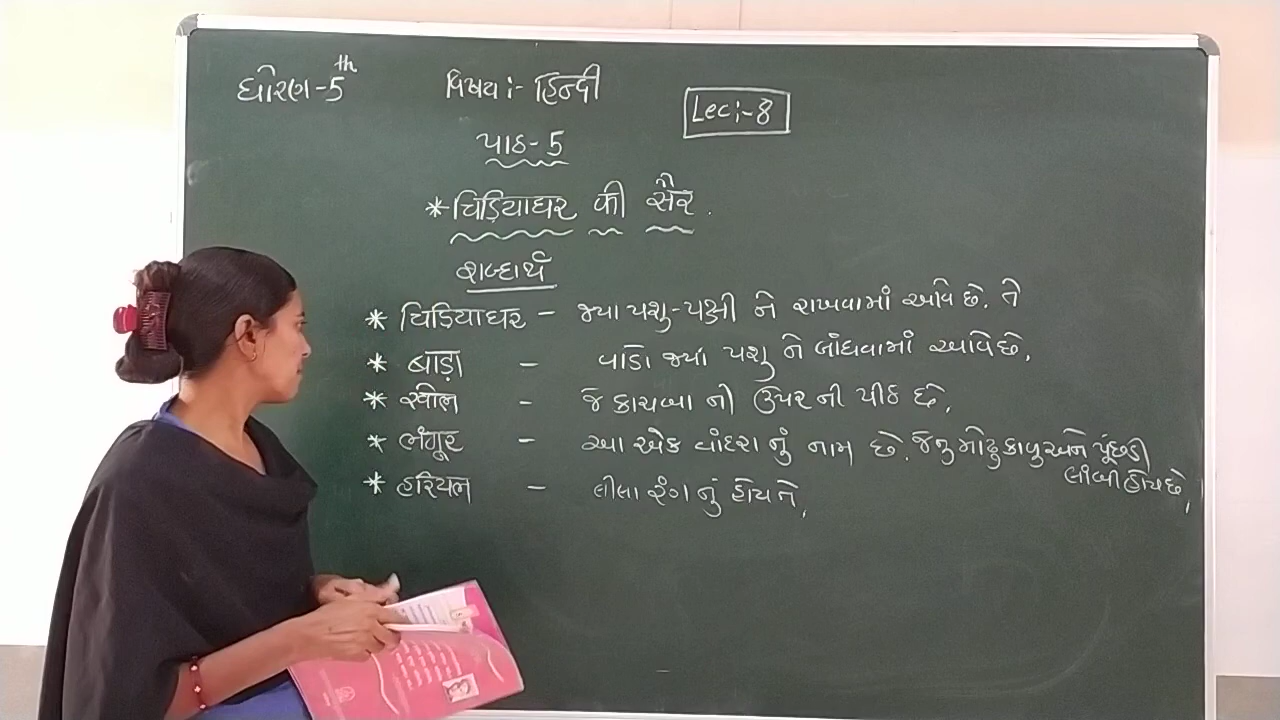 ધોરણ-5th
વિષય:- हिन्दी
Lec:-8
પાઠ-5
*चिड़ियाघर की सैर.
शब्दार्थ
* चिड़ियाघर - જ્યા પશુ-પક્ષી ને રાખવામાં આવે છે. તે
* बाड़ा - વાડો જ્યાં પશુ ને બાંધવામાં આવે છે.
* खोल - જે કાચબા ની ઉપર ની પીઠ છે.
* लंगूर - આ એક વાંદરા નું નામ છે. જેનુ મોઢુ કાળુ અને પૂંછડી
લાંબી હોય છે.
* हरियल - લીલા રંગ નું હોય તે.